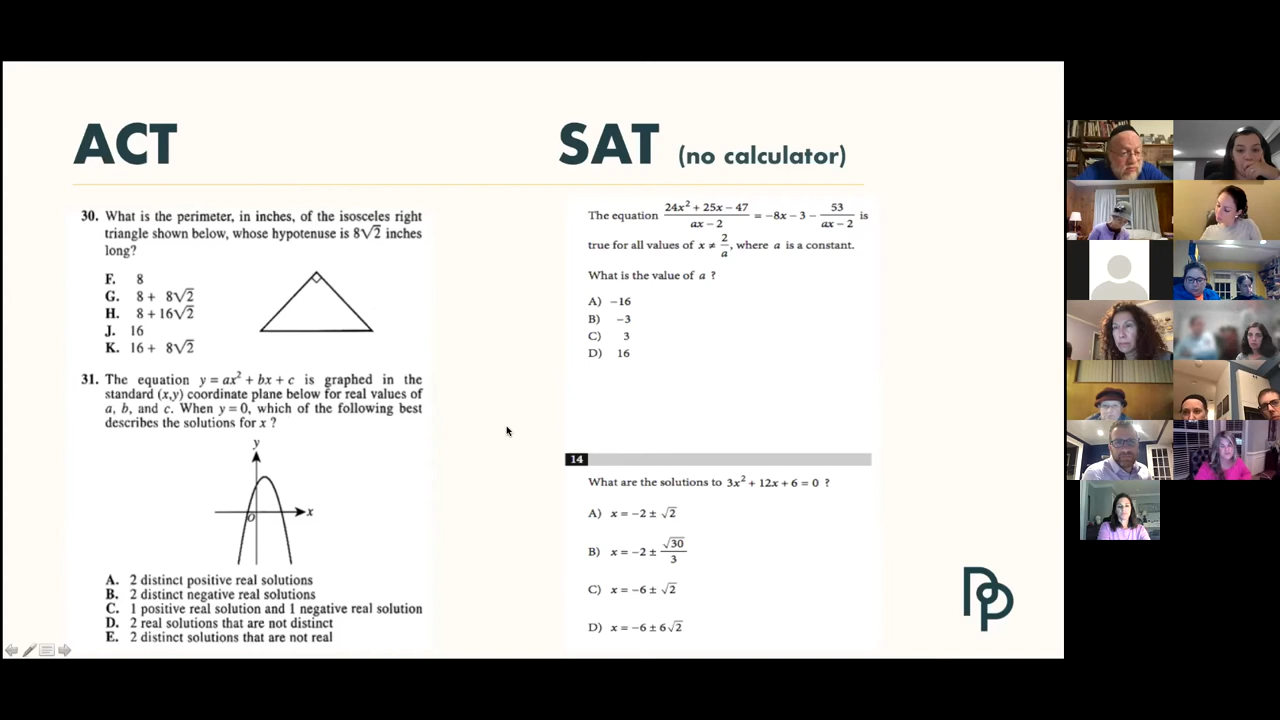 ACT
30. What is the perimeter, in inches, of the isosceles right
triangle shown below, whose hypotenuse is 8√2 inches
long?
F. 8
G. 8 + 8√2
H. 8 + 16√2
J. 16
K. 16 + 8√2
31. The equation y = ax² + bx + c is graphed in the
standard (x,y) coordinate plane below for real values of
a, b, and c. When y = 0, which of the following best
describes the solutions for x ?
y
O
x
A. 2 distinct positive real solutions
B. 2 distinct negative real solutions
C. 1 positive real solution and 1 negative real solution
D. 2 real solutions that are not distinct
E. 2 distinct solutions that are not real
SAT (no calculator)
The equation (24x² + 25x − 47)/(ax − 2) = −8x − 3 − 53/(ax − 2) is
true for all values of x ≠ 2/a, where a is a constant.
What is the value of a ?
A) −16
B) −3
C) 3
D) 16
14
What are the solutions to 3x² + 12x + 6 = 0 ?
A) x = −2 ± √2
B) x = −2 ± √30/3
C) x = −6 ± √2
D) x = −6 ± 6√2
PP